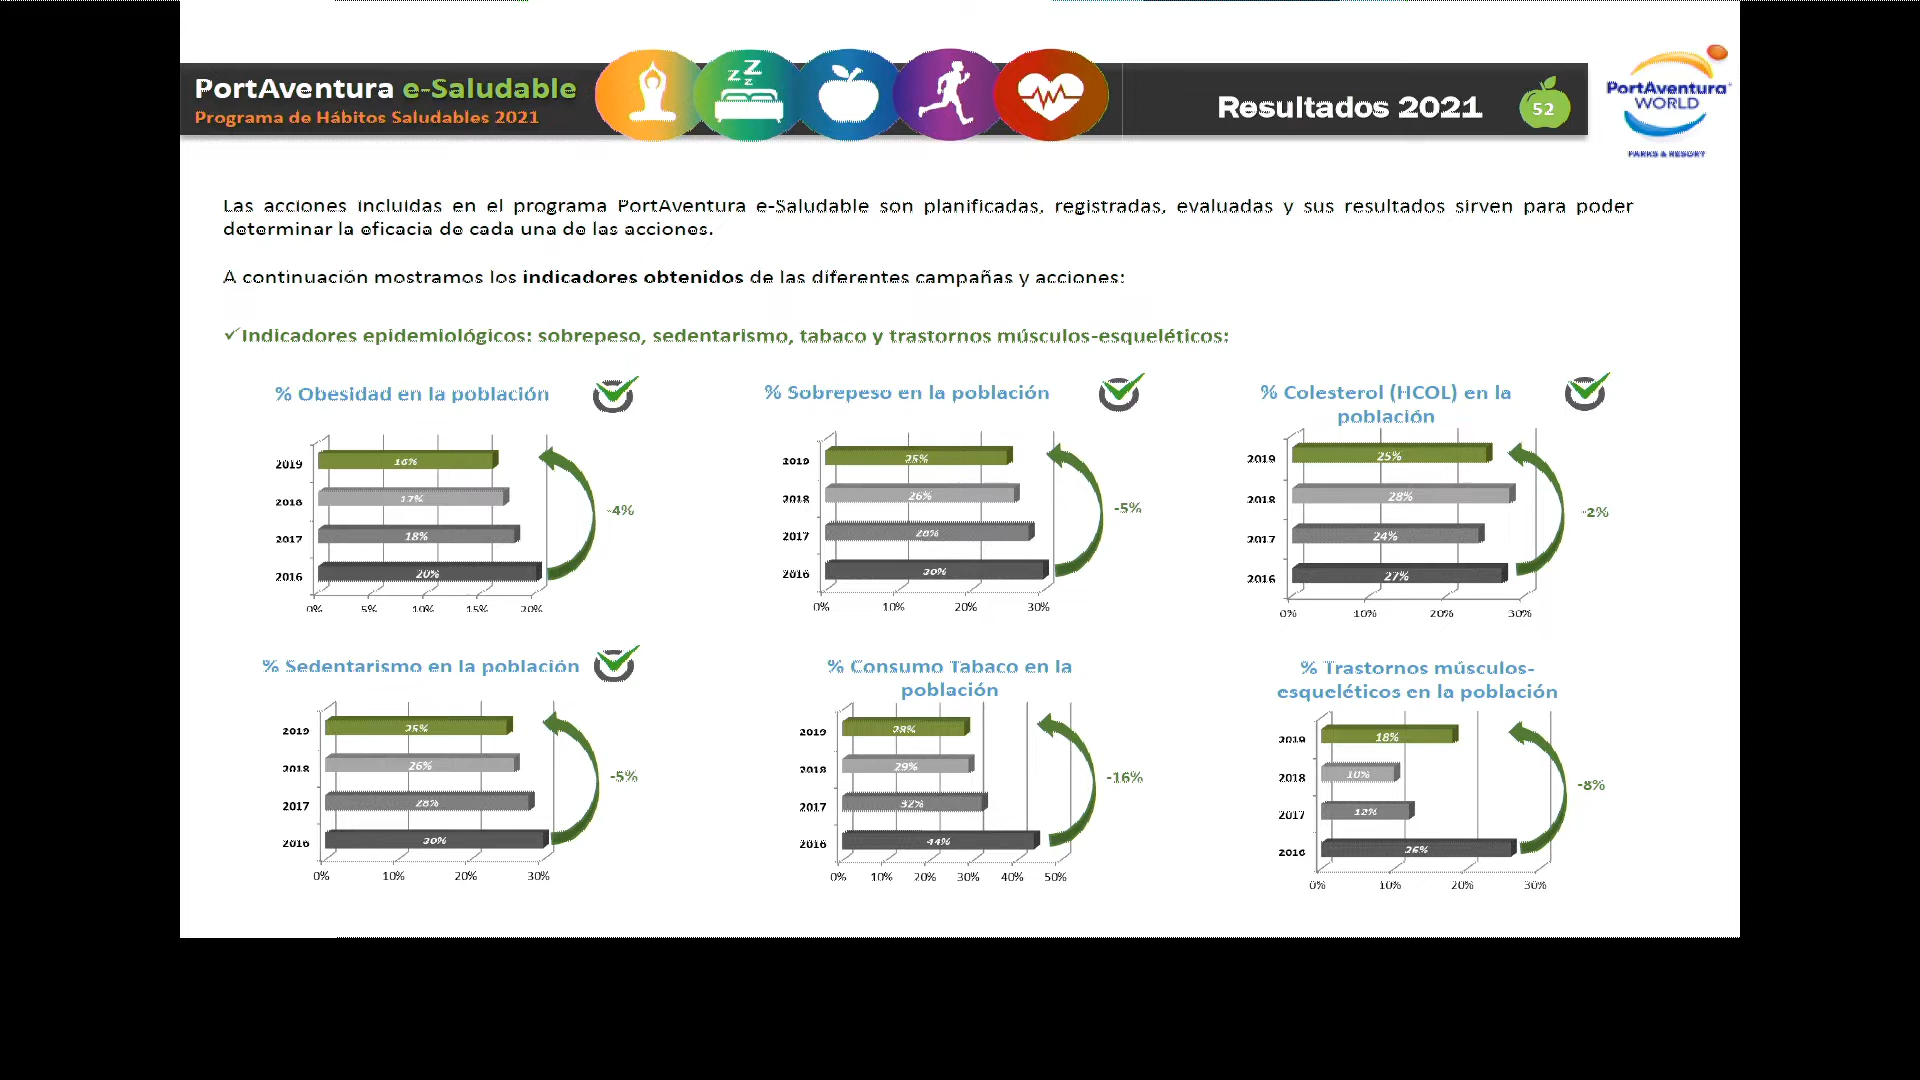 PortAventura e-Saludable
Programa de Hábitos Saludables 2021
zZz
Resultados 2021
52
PortAventura
WORLD
PARKS & RESORT
Las acciones incluidas en el programa PortAventura e-Saludable son planificadas, registradas, evaluadas y sus resultados sirven para poder
determinar la eficacia de cada una de las acciones.
A continuación mostramos los indicadores obtenidos de las diferentes campañas y acciones:
✓Indicadores epidemiológicos: sobrepeso, sedentarismo, tabaco y trastornos músculos-esqueléticos:
% Obesidad en la población
2019 16%
2018 17%
2017 18%
2016 20%
0% 5% 10% 15% 20%
-4%
% Sobrepeso en la población
2019 25%
2018 26%
2017 28%
2016 30%
0% 10% 20% 30%
-5%
% Colesterol (HCOL) en la
población
2019 25%
2018 28%
2017 24%
2016 27%
0% 10% 20% 30%
-2%
% Sedentarismo en la población
2019 25%
2018 26%
2017 28%
2016 30%
0% 10% 20% 30%
-5%
% Consumo Tabaco en la
población
2019 28%
2018 29%
2017 32%
2016 44%
0% 10% 20% 30% 40% 50%
-16%
% Trastornos músculos-
esqueléticos en la población
2019 18%
2018 10%
2017 12%
2016 26%
0% 10% 20% 30%
-8%